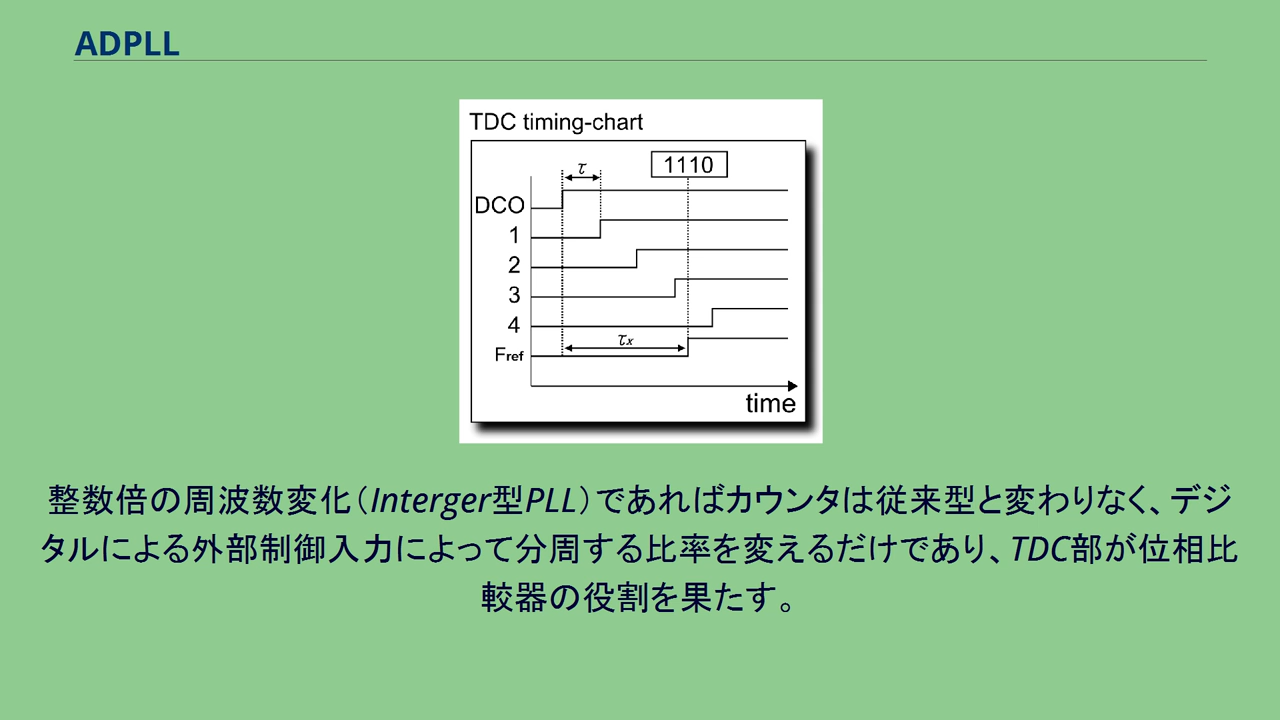 ADPLL
TDC timing-chart
τ
1110
DCO
1
2
3
4
τx
Fref
time
整数倍の周波数変化（Interger型PLL）であればカウンタは従来型と変わりなく、デジ
タルによる外部制御入力によって分周する比率を変えるだけであり、TDC部が位相比
較器の役割を果たす。